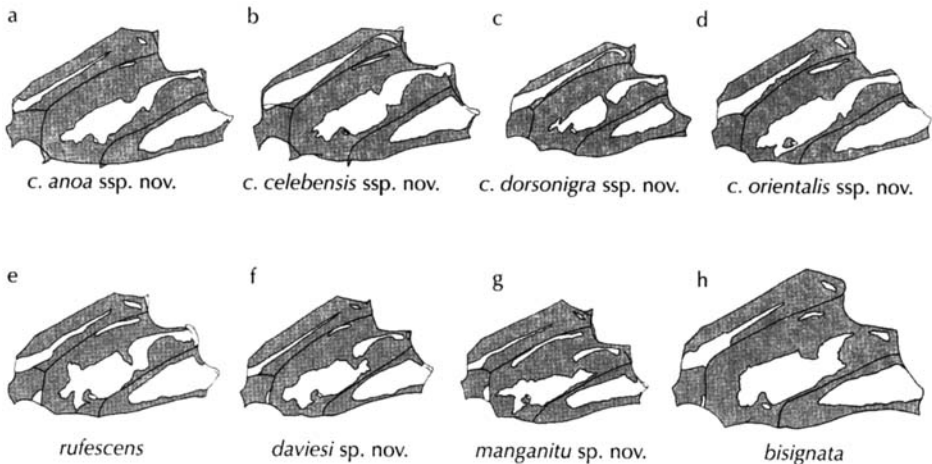 a b c d
c. anoa ssp. nov. c. celebensis ssp. nov. c. dorsonigra ssp. nov. c. orientalis ssp. nov.
e f g h
rufescens daviesi sp. nov. manganitu sp. nov. bisignata